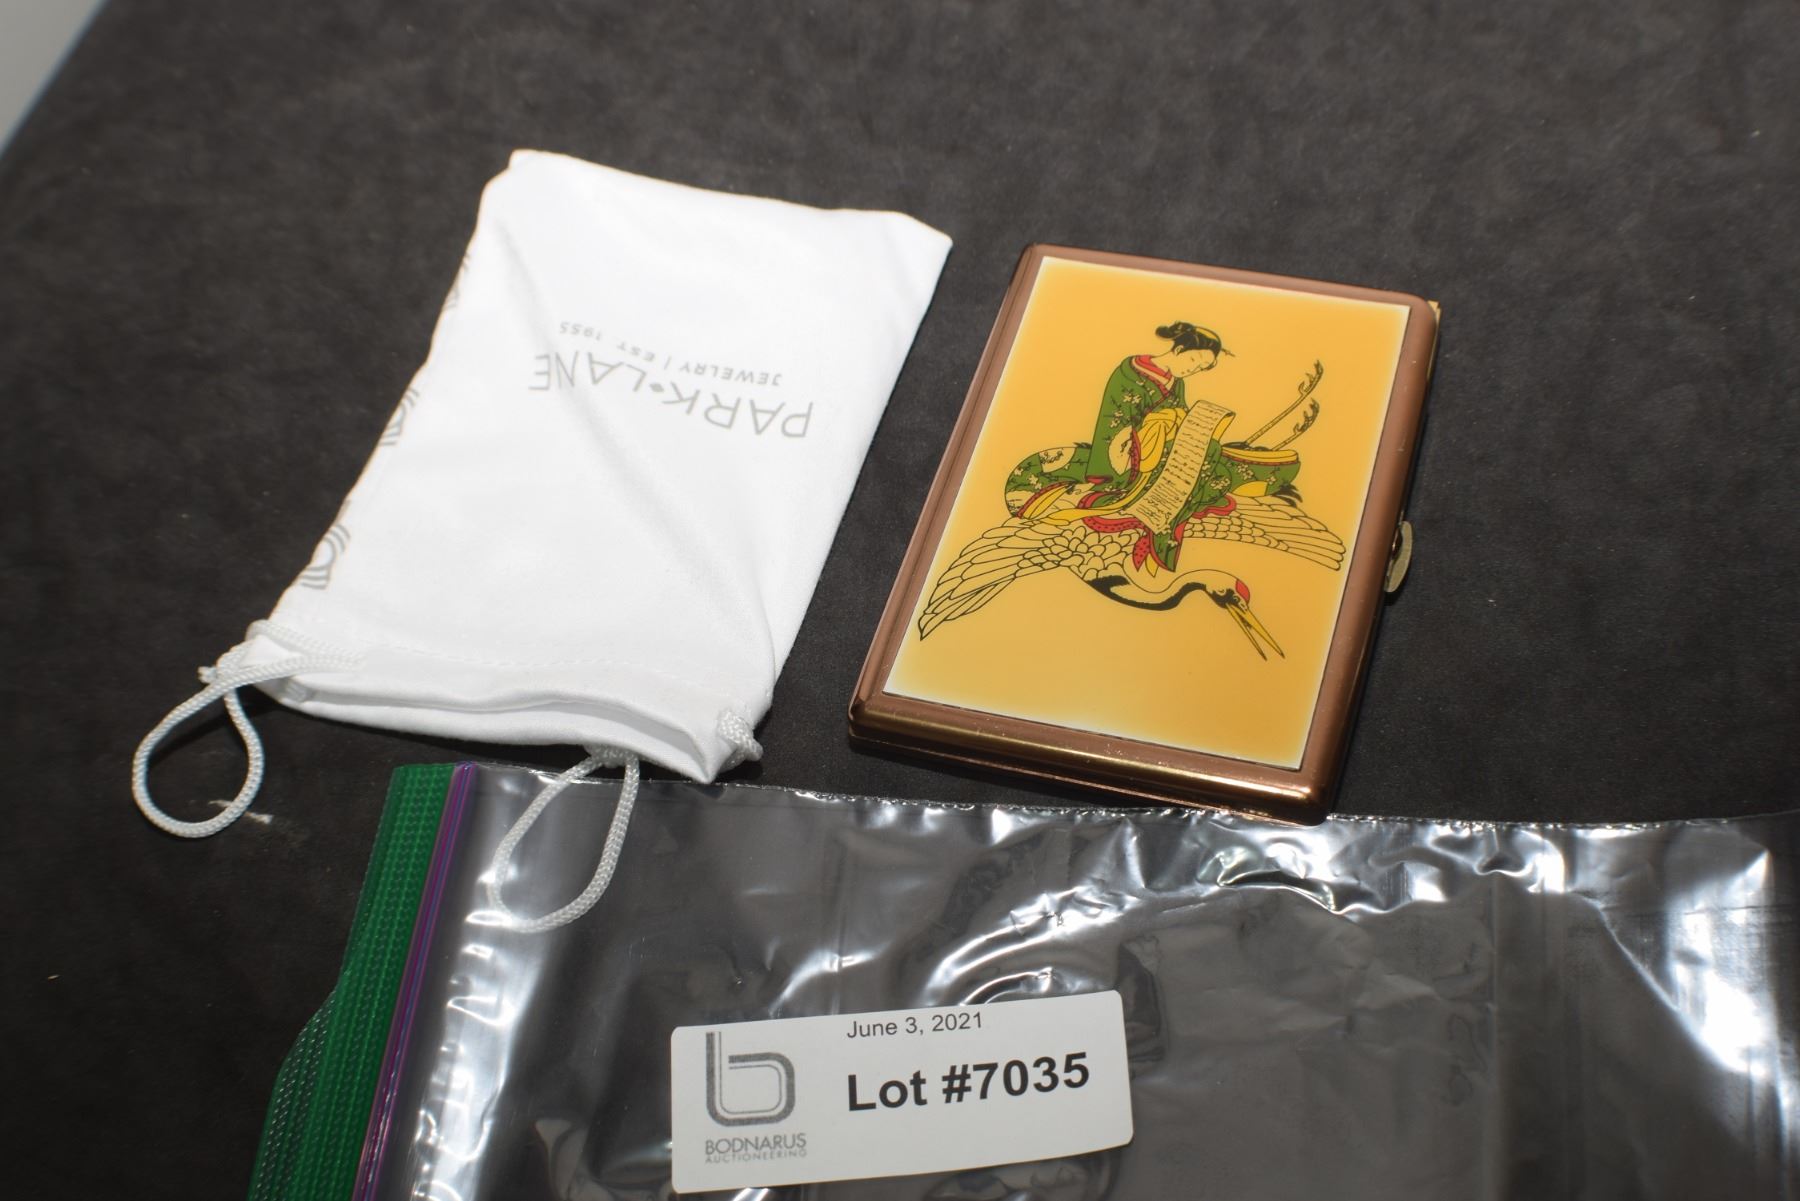 PARK•LANE
JEWELRY | EST 1955
June 3, 2021
Lot #7035
BODNARUS
AUCTIONEERING